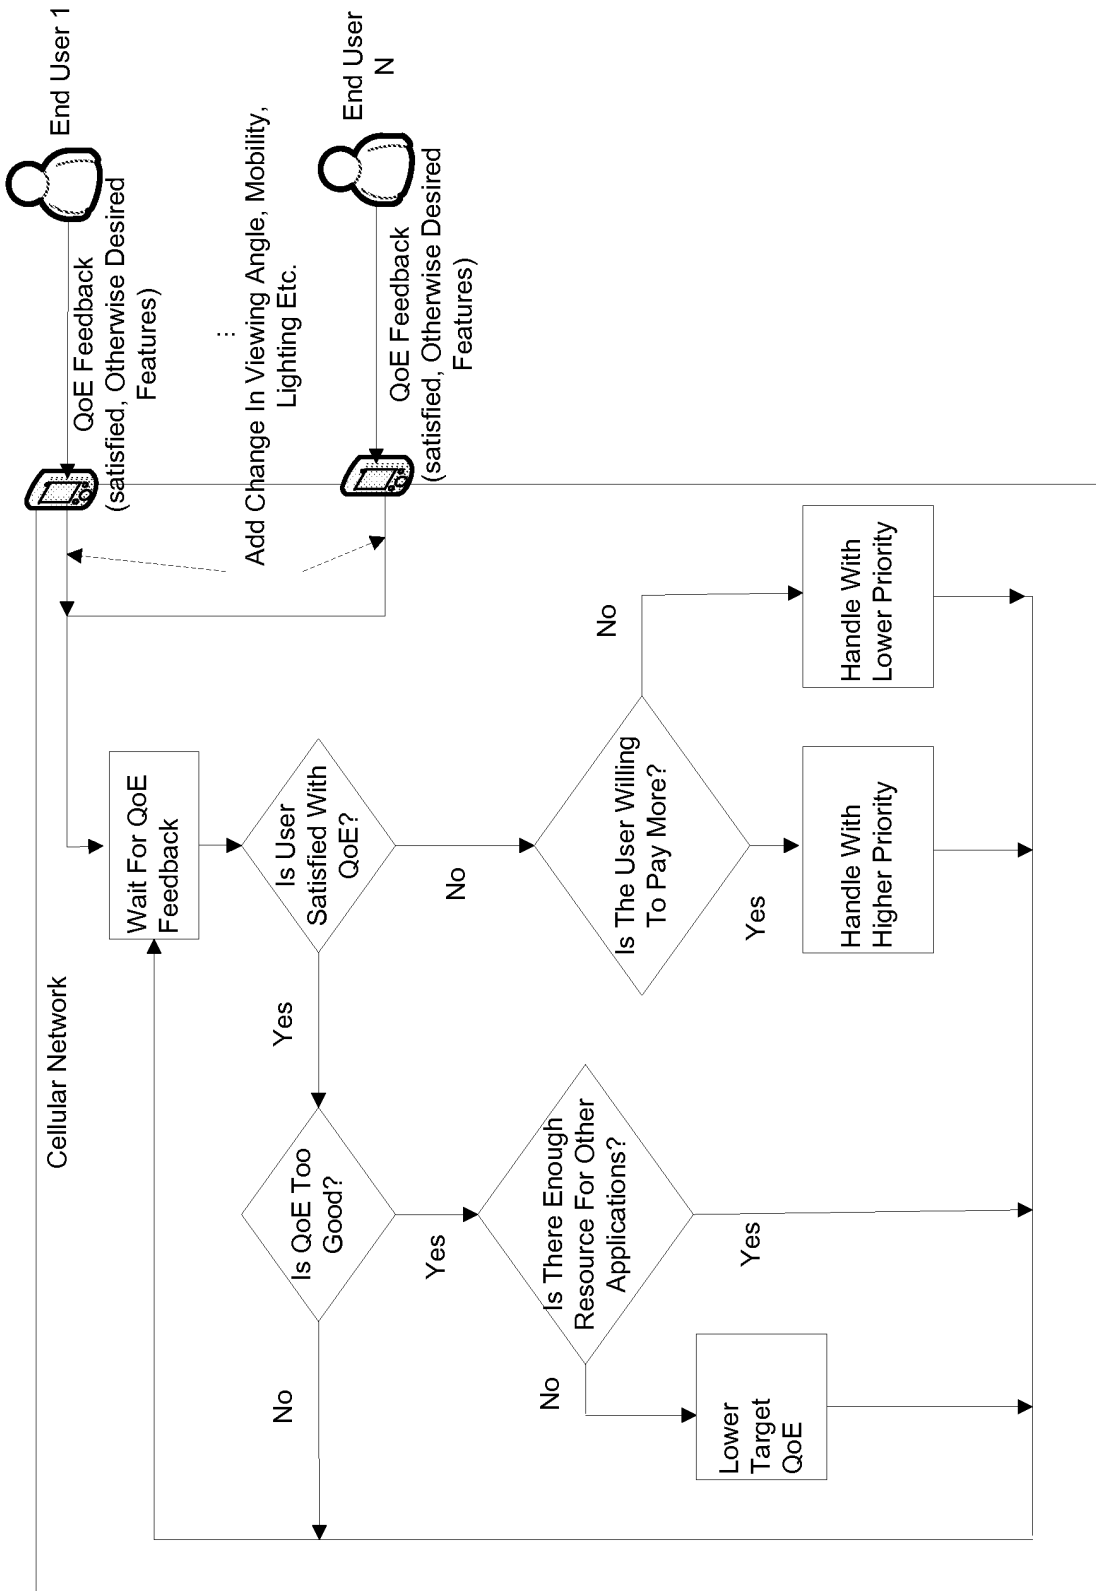 Cellular Network
End User 1
QoE Feedback
(satisfied, Otherwise Desired
Features)
...
Add Change In Viewing Angle, Mobility,
Lighting Etc.
End User
N
QoE Feedback
(satisfied, Otherwise Desired
Features)
Wait For QoE
Feedback
Is User
Satisfied With
QoE?
Yes
No
Is QoE Too
Good?
No
Yes
Is There Enough
Resource For Other
Applications?
No
Yes
Lower
Target
QoE
Is The User Willing
To Pay More?
Yes
No
Handle With
Higher Priority
Handle With
Lower Priority